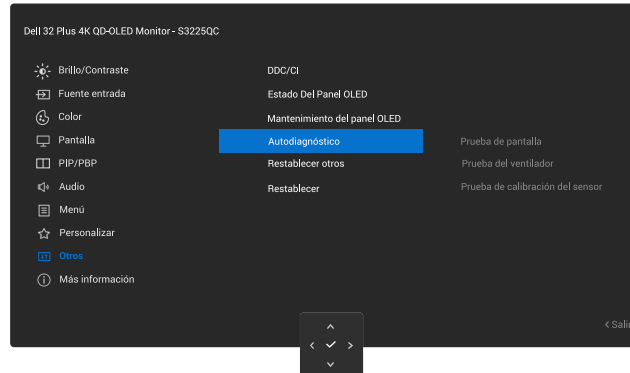 Dell 32 Plus 4K QD-OLED Monitor - S3225QC
Brillo/Contraste
DDC/CI
Fuente entrada
Estado Del Panel OLED
Color
Mantenimiento del panel OLED
Pantalla
Autodiagnóstico
Prueba de pantalla
PIP/PBP
Restablecer otros
Prueba del ventilador
Audio
Restablecer
Prueba de calibración del sensor
Menú
Personalizar
Otros
Más información